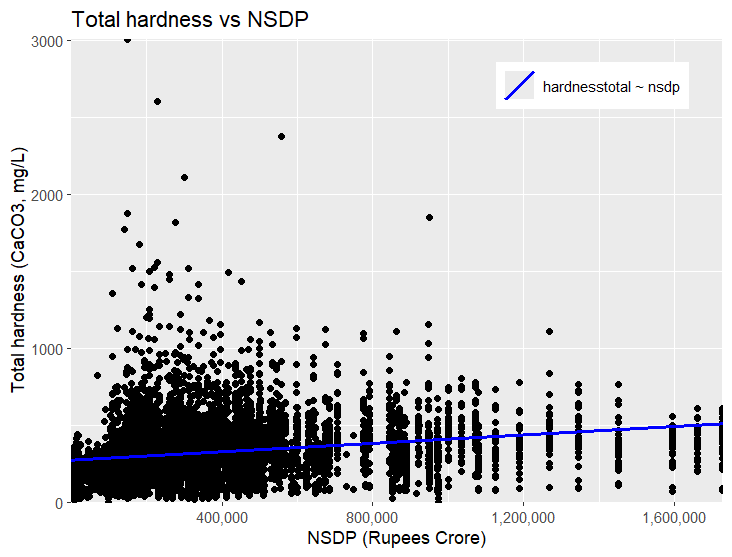 Total hardness vs NSDP
Total hardness (CaCO3, mg/L)
3000
2000
1000
0
hardnesstotal ~ nsdp
400,000
800,000
1,200,000
1,600,000
NSDP (Rupees Crore)